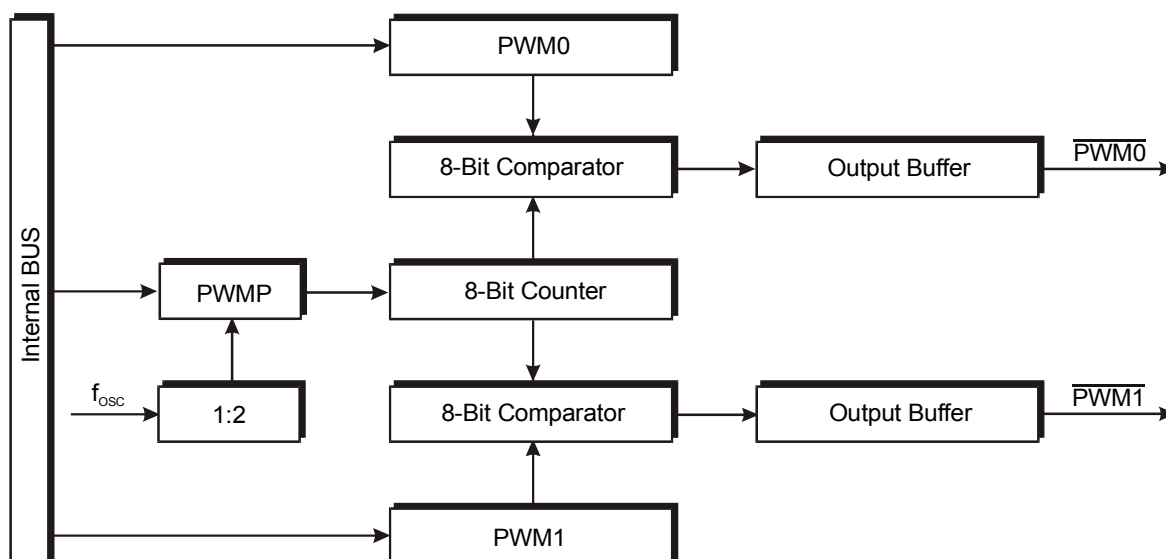 PWM0
8-Bit Comparator
Output Buffer
PWM0
Internal BUS
PWMP
8-Bit Counter
fosc
1:2
8-Bit Comparator
Output Buffer
PWM1
PWM1